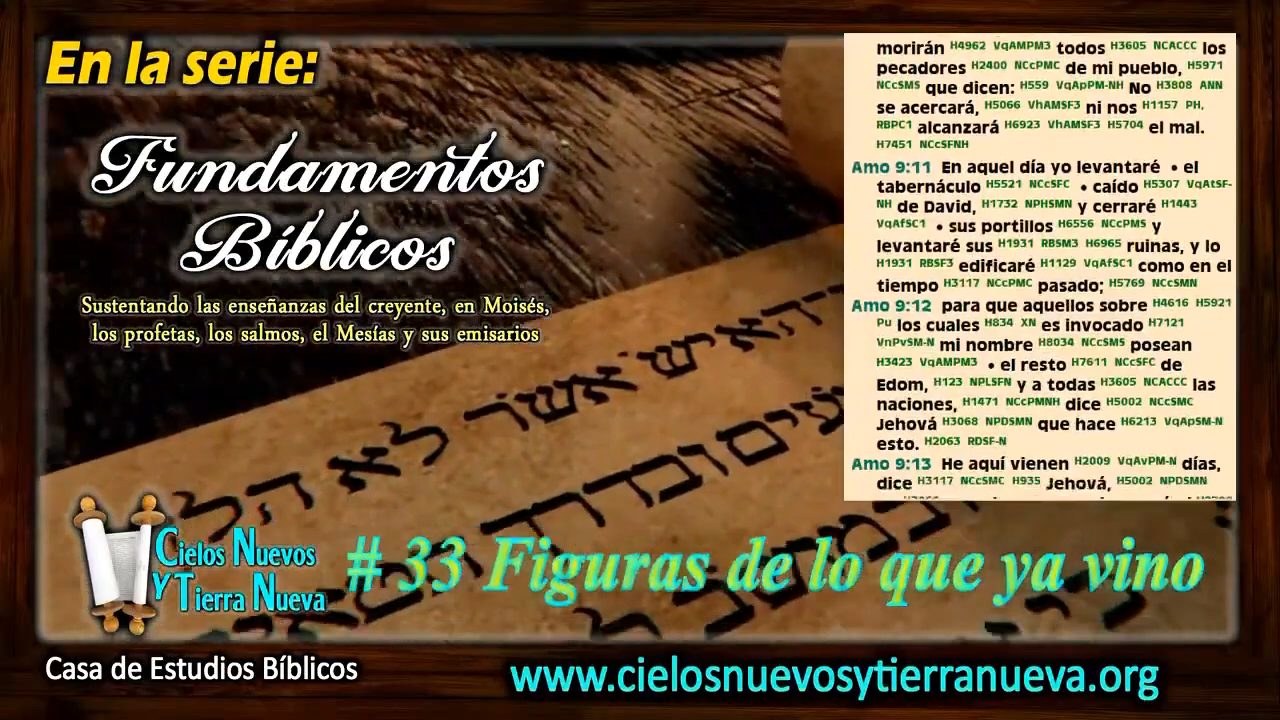 En la serie:
Fundamentos
Bíblicos
Sustentando las enseñanzas del creyente, en Moisés,
los profetas, los salmos, el Mesías y sus emisarios
morirán H4962 VqAMPM3 todos H3605 NCACCC los
pecadores H2400 NCcPMC de mi pueblo, H5971
NCcSMS que dicen: H559 VqApPM-NH No H3808 ANN
se acercará, H5066 VhAMSF3 ni nos H1157 PH,
RBPC1 alcanzará H6923 VhAMSF3 H5704 el mal.
H7451 NCcSFNH
Amo 9:11 En aquel día yo levantaré • el
tabernáculo H5521 NCcSFC • caído H5307 VqAtSF-
NH de David, H1732 NPHSMN y cerraré H1443
VqAfSC1 • sus portillos H6556 NCcPMS y
levantaré sus H1931 RBSM3 H6965 ruinas, y lo
H1931 RBSF3 edificaré H1129 VqAfSC1 como en el
tiempo H3117 NCcPMC pasado; H5769 NCcSMN
Amo 9:12 para que aquellos sobre H4616 H5921
Pu los cuales H834 XN es invocado H7121
VnPvSM-N mi nombre H8034 NCcSMS posean
H3423 VqAMPM3 • el resto H7611 NCcSFC de
Edom, H123 NPLSFN y a todas H3605 NCACCC las
naciones, H1471 NCcPMNH dice H5002 NCcSMC
Jehová H3068 NPDSMN que hace H6213 VqApSM-N
esto. H2063 RDSF-N
Amo 9:13 He aquí vienen H2009 VqAvPM-N días,
dice H3117 NCcSMC H935 Jehová, H5002 NPDSMN
האיש אשר לא הל
ובדרך
Cielos Nuevos
Y Tierra Nueva
# 33 Figuras de lo que ya vino
Casa de Estudios Bíblicos
www.cielosnuevosytierranueva.org